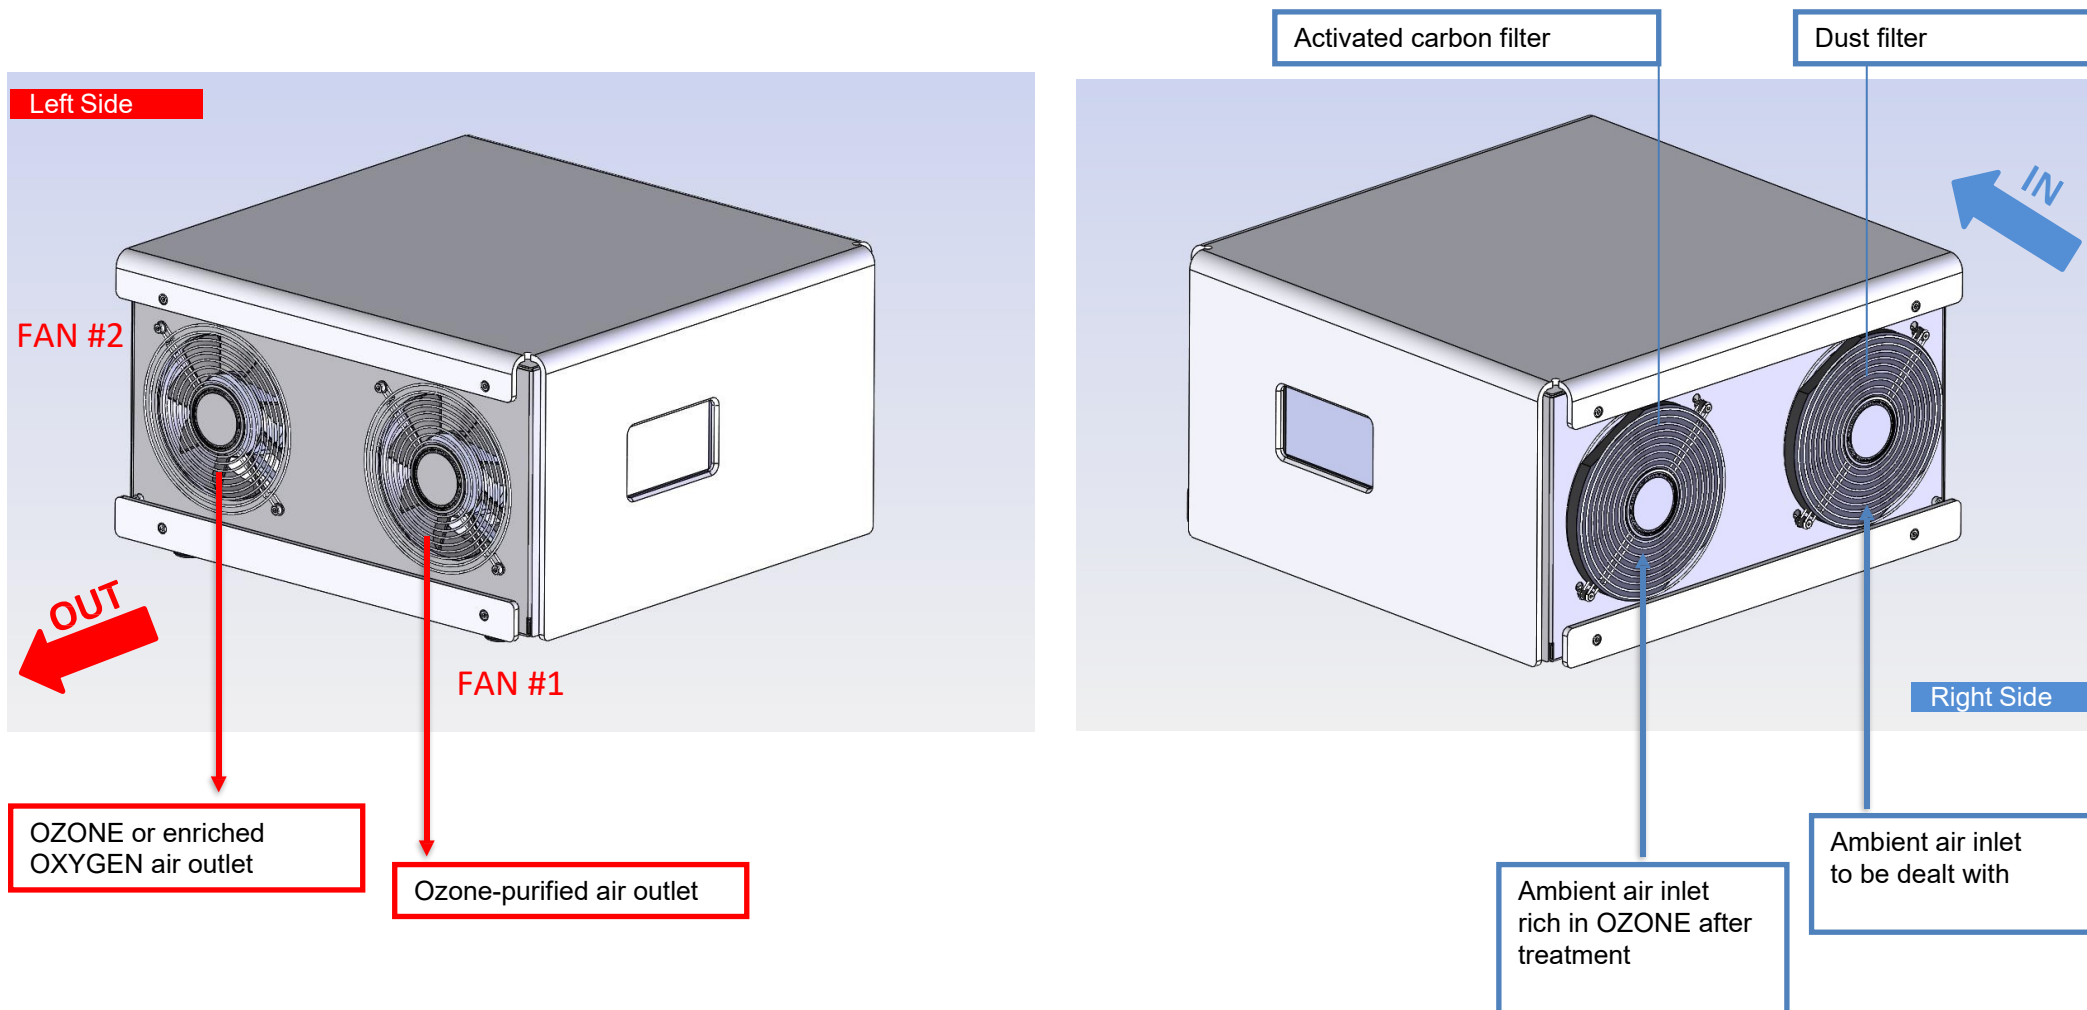 Activated carbon filter
Dust filter
Left Side
IN
FAN #2
OUT
FAN #1
Right Side
OZONE or enriched
OXYGEN air outlet
Ozone-purified air outlet
Ambient air inlet
rich in OZONE after
treatment
Ambient air inlet
to be dealt with